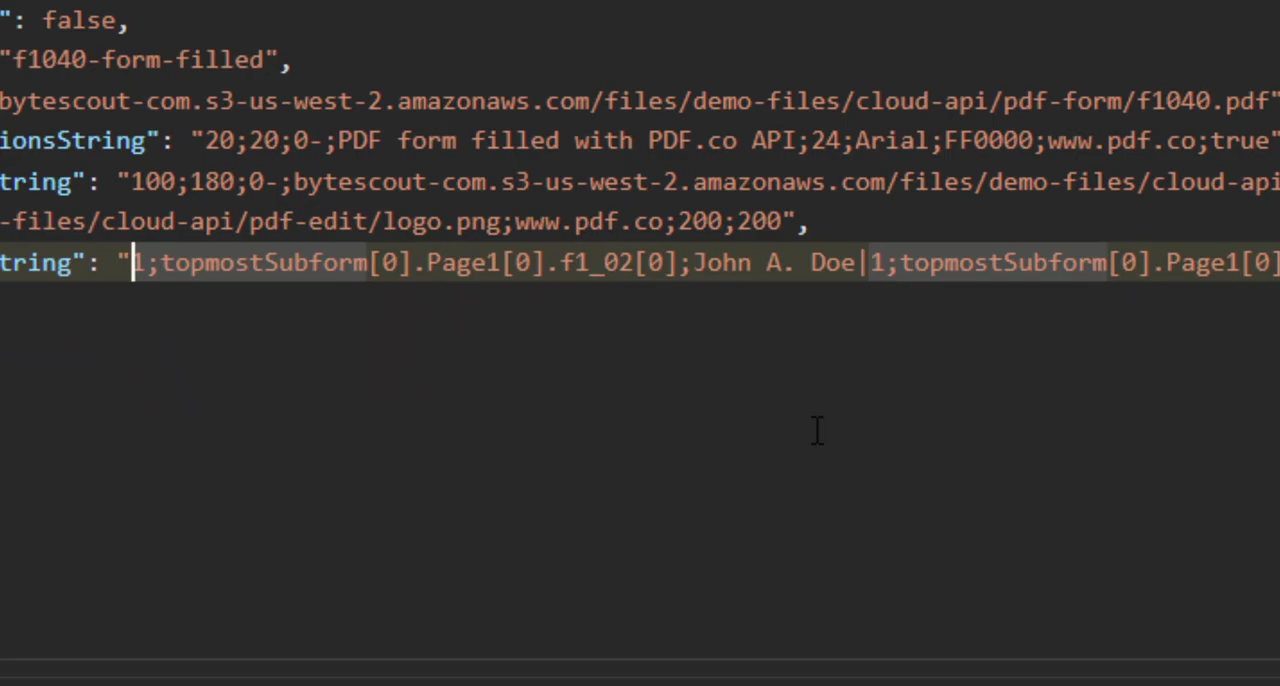 ": false,
"f1040-form-filled",
bytescout-com.s3-us-west-2.amazonaws.com/files/demo-files/cloud-api/pdf-form/f1040.pdf"
ionsString": "20;20;0-;PDF form filled with PDF.co API;24;Arial;FF0000;www.pdf.co;true"
tring": "100;180;0-;bytescout-com.s3-us-west-2.amazonaws.com/files/demo-files/cloud-api
-files/cloud-api/pdf-edit/logo.png;www.pdf.co;200;200",
tring": "1;topmostSubform[0].Page1[0].f1_02[0];John A. Doe|1;topmostSubform[0].Page1[0]